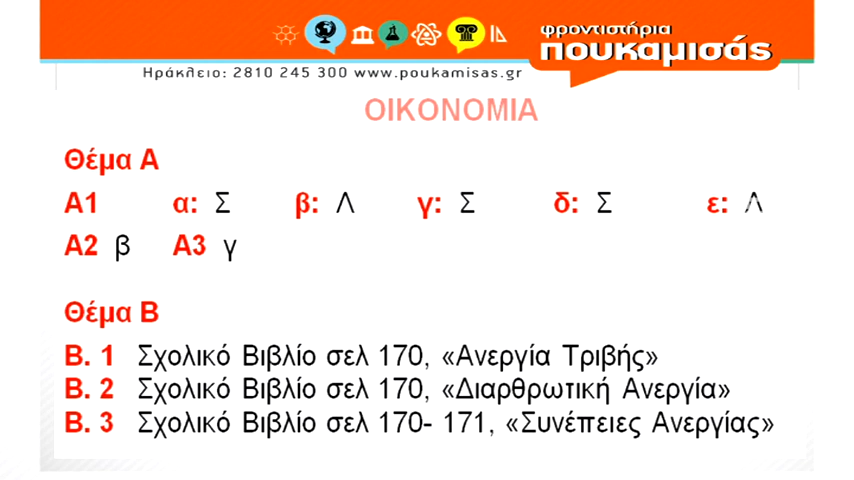 φροντιστήρια
πουκαμισάς
Ηράκλειο: 2810 245 300 www.poukamisas.gr
ΟΙΚΟΝΟΜΙΑ
Θέμα Α
Α1 α: Σ β: Λ γ: Σ δ: Σ ε: Λ
Α2 β Α3 γ
Θέμα Β
Β. 1 Σχολικό Βιβλίο σελ 170, «Ανεργία Τριβής»
Β. 2 Σχολικό Βιβλίο σελ 170, «Διαρθρωτική Ανεργία»
Β. 3 Σχολικό Βιβλίο σελ 170- 171, «Συνέπειες Ανεργίας»